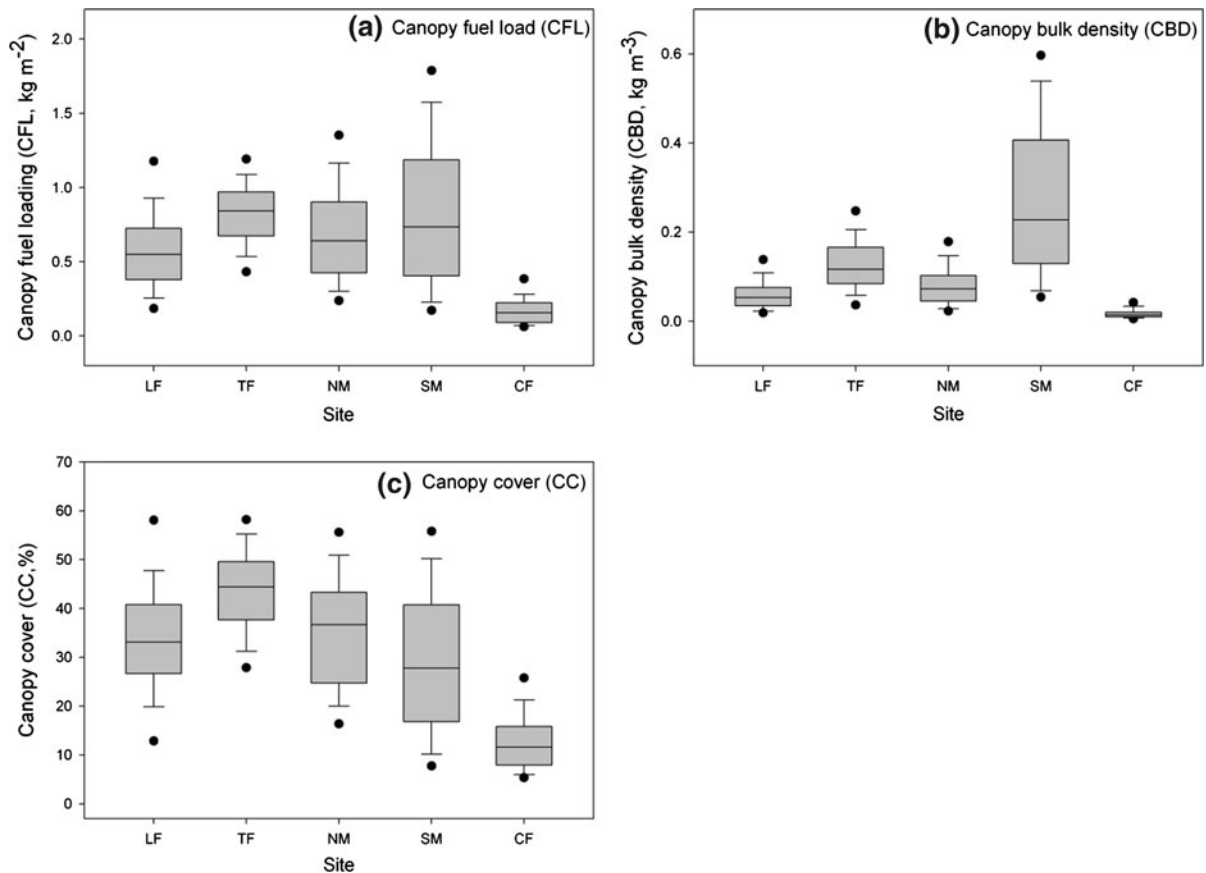 (a) Canopy fuel load (CFL)
Canopy fuel loading (CFL, kg m-2)
2.0
1.5
1.0
0.5
0.0
LF TF NM SM CF
Site
(b) Canopy bulk density (CBD)
Canopy bulk density (CBD, kg m-3)
0.6
0.4
0.2
0.0
LF TF NM SM CF
Site
(c) Canopy cover (CC)
Canopy cover (CC,%)
70
60
50
40
30
20
10
0
LF TF NM SM CF
Site